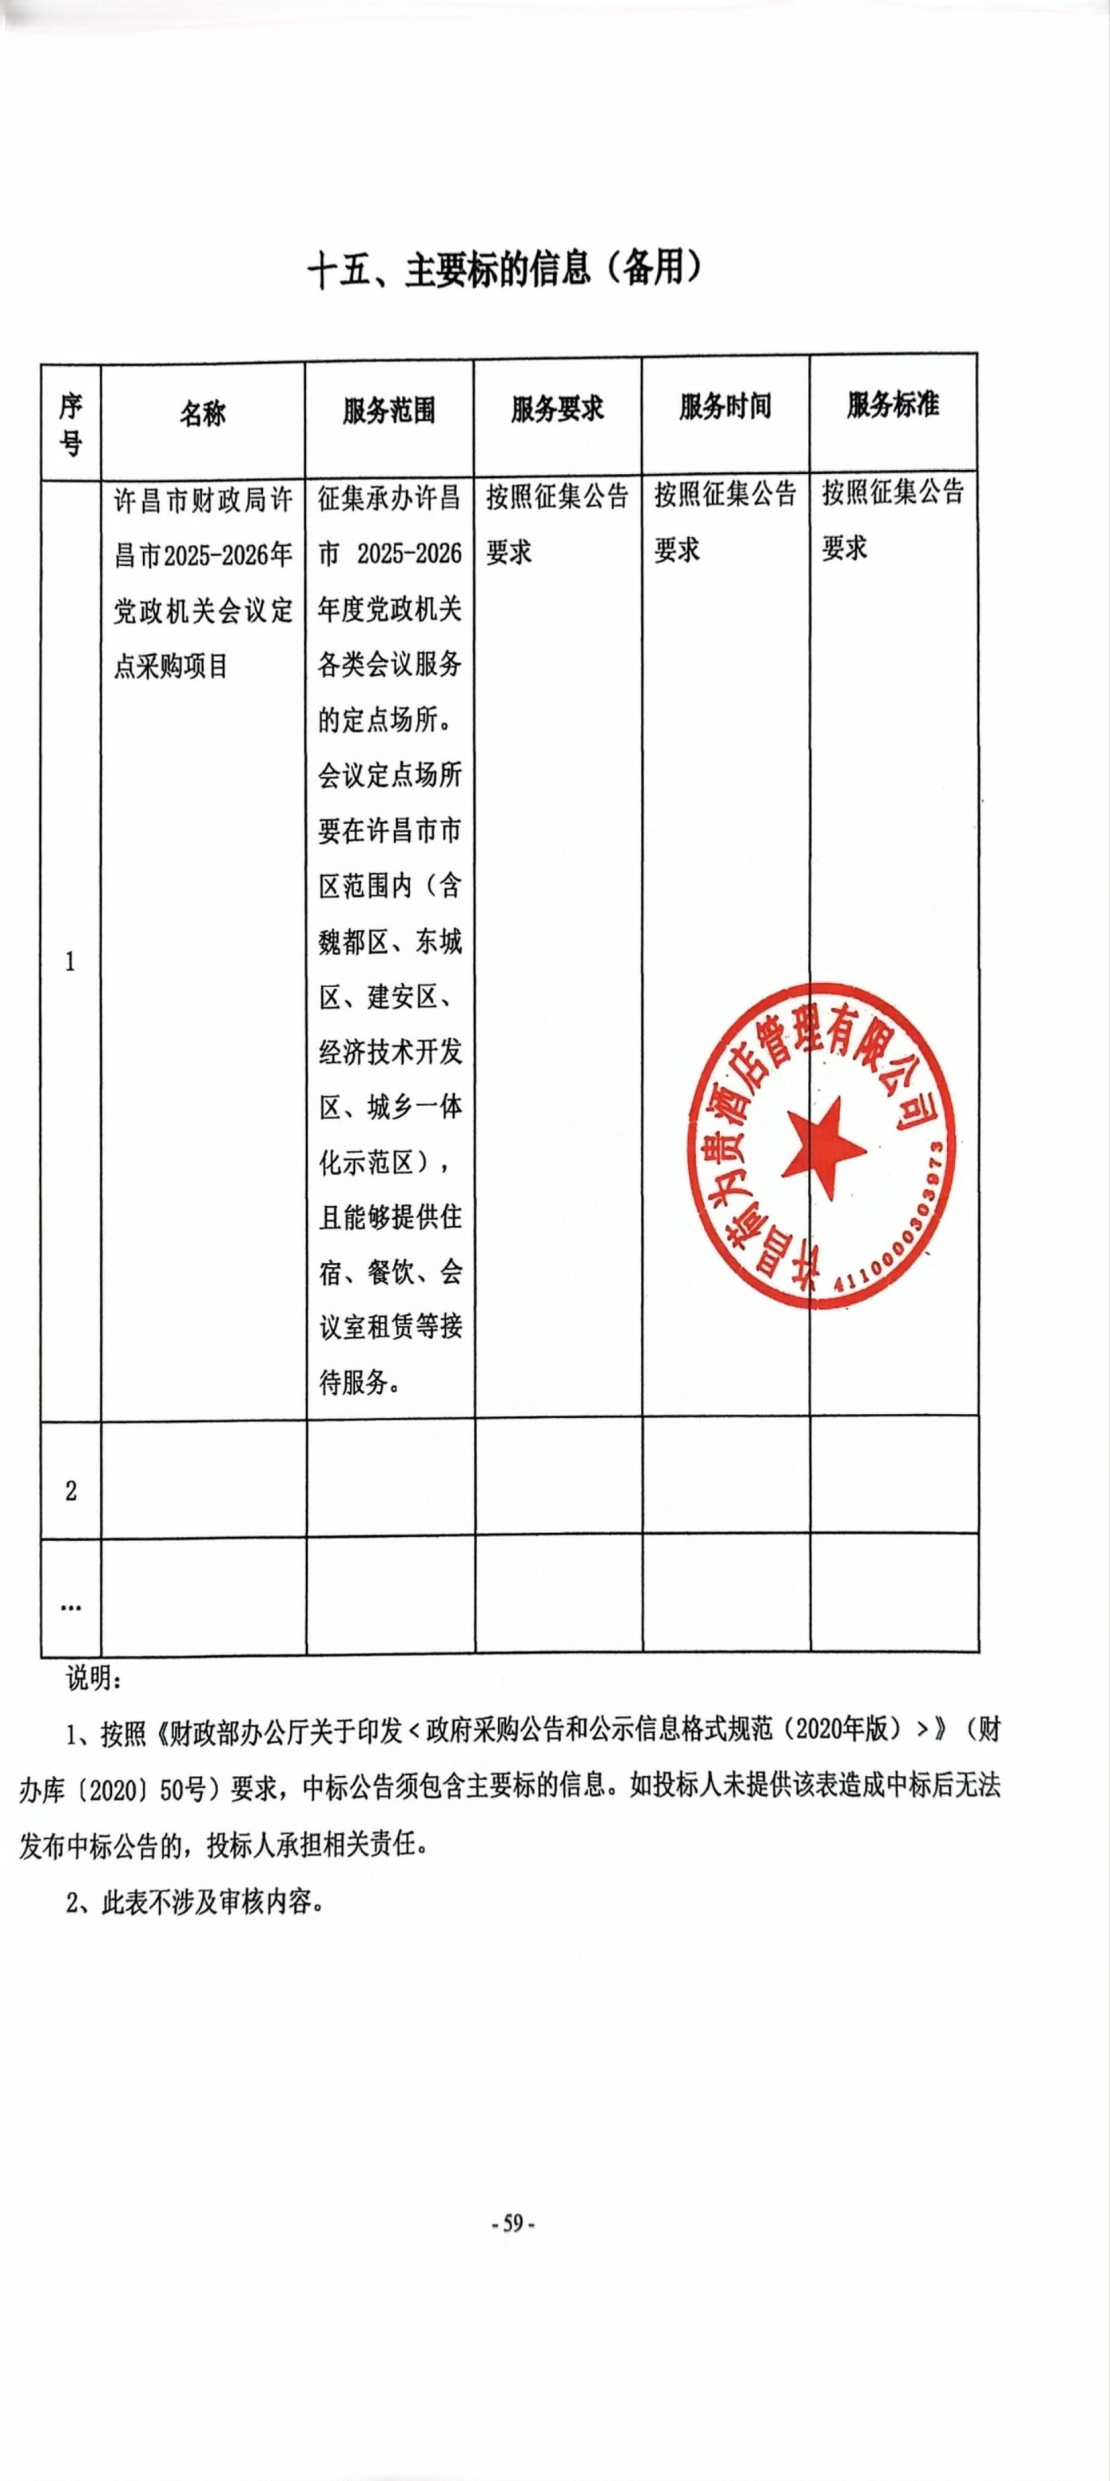 十五、主要标的信息（备用）
序号 名称 服务范围 服务要求 服务时间 服务标准
1
许昌市财政局许
昌市2025-2026年
党政机关会议定
点采购项目
征集承办许昌
市 2025-2026
年度党政机关
各类会议服务
的定点场所。
会议定点场所
要在许昌市市
区范围内（含
魏都区、东城
区、建安区、
经济技术开发
区、城乡一体
化示范区），
且能够提供住
宿、餐饮、会
议室租赁等接
待服务。
按照征集公告
要求
按照征集公告
要求
按照征集公告
要求
许昌荷为贵酒店管理有限公司
4110000303973
2
…
说明：
1、按照《财政部办公厅关于印发<政府采购公告和公示信息格式规范（2020年版）>》（财
办库〔2020〕50号）要求，中标公告须包含主要标的信息。如投标人未提供该表造成中标后无法
发布中标公告的，投标人承担相关责任。
2、此表不涉及审核内容。
- 59 -